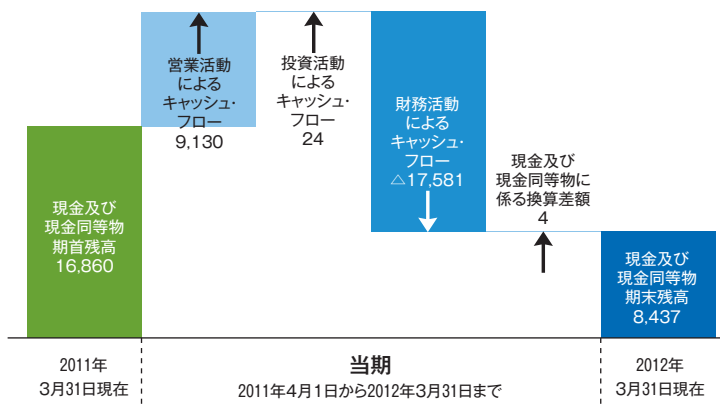 現金及び
現金同等物
期首残高
16,860
営業活動
による
キャッシュ・
フロー
9,130
投資活動
による
キャッシュ・
フロー
24
財務活動
による
キャッシュ・
フロー
△17,581
現金及び
現金同等物に
係る換算差額
4
現金及び
現金同等物
期末残高
8,437
2011年
3月31日現在
当期
2011年4月1日から2012年3月31日まで
2012年
3月31日現在